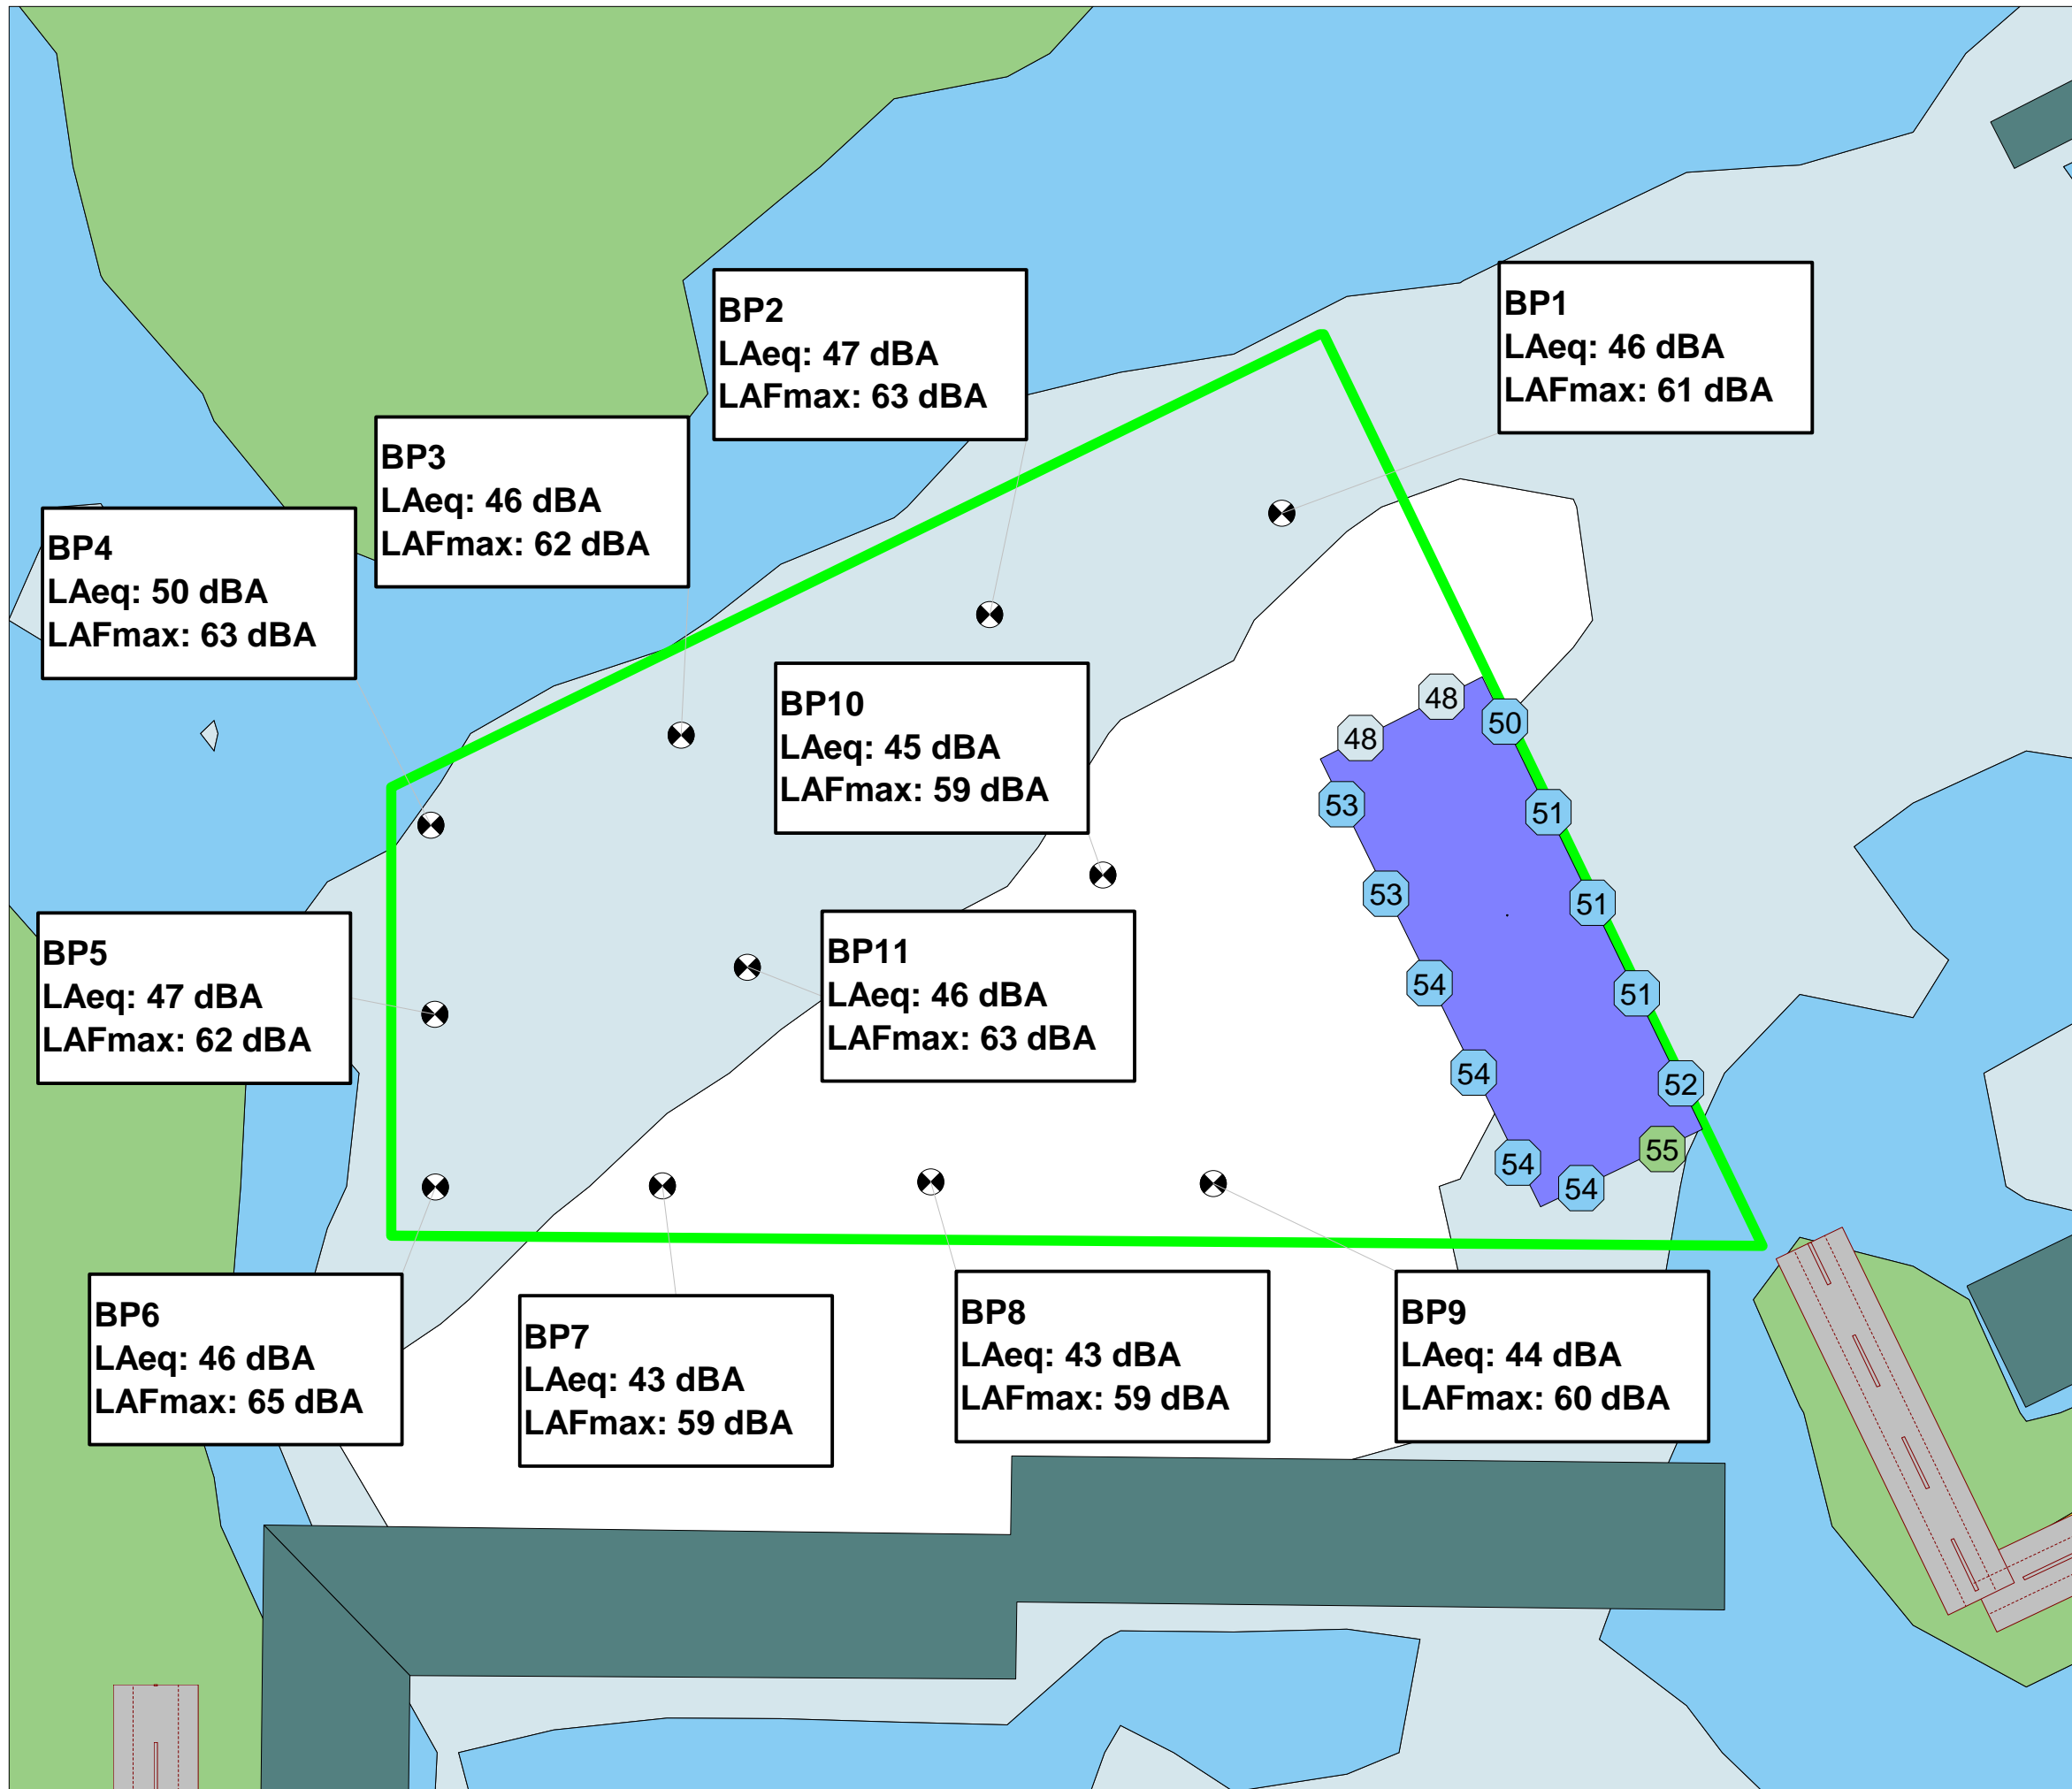 BP2
LAeq: 47 dBA
LAFmax: 63 dBA
BP1
LAeq: 46 dBA
LAFmax: 61 dBA
BP3
LAeq: 46 dBA
LAFmax: 62 dBA
BP4
LAeq: 50 dBA
LAFmax: 63 dBA
BP10
LAeq: 45 dBA
LAFmax: 59 dBA
48
48
50
53
51
53
51
54
51
54
52
54
55
54
BP5
LAeq: 47 dBA
LAFmax: 62 dBA
BP11
LAeq: 46 dBA
LAFmax: 63 dBA
BP6
LAeq: 46 dBA
LAFmax: 65 dBA
BP7
LAeq: 43 dBA
LAFmax: 59 dBA
BP8
LAeq: 43 dBA
LAFmax: 59 dBA
BP9
LAeq: 44 dBA
LAFmax: 60 dBA